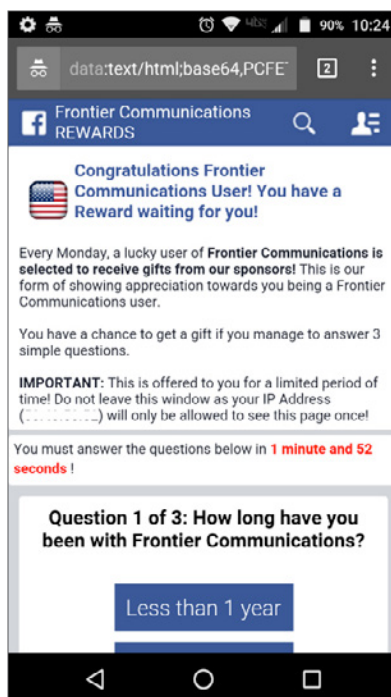 90% 10:24
data:text/html;base64,PCFE
2
Frontier Communications
REWARDS
Congratulations Frontier
Communications User! You have a
Reward waiting for you!
Every Monday, a lucky user of Frontier Communications is
selected to receive gifts from our sponsors! This is our
form of showing appreciation towards you being a Frontier
Communications user.
You have a chance to get a gift if you manage to answer 3
simple questions.
IMPORTANT: This is offered to you for a limited period of
time! Do not leave this window as your IP Address
( ) will only be allowed to see this page once!
You must answer the questions below in 1 minute and 52
seconds !
Question 1 of 3: How long have you
been with Frontier Communications?
Less than 1 year